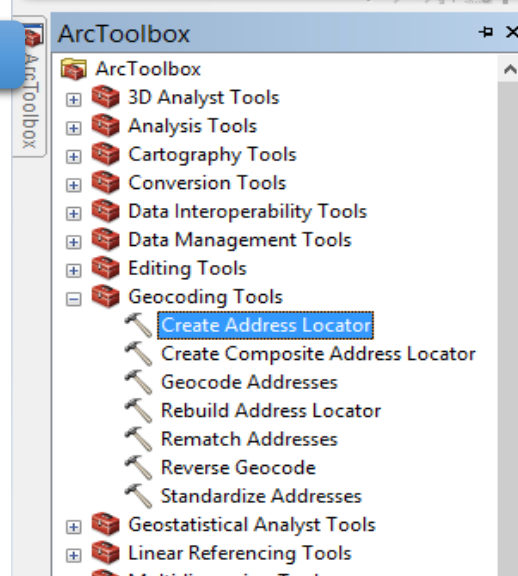 ArcToolbox
ArcToolbox
ArcToolbox
3D Analyst Tools
Analysis Tools
Cartography Tools
Conversion Tools
Data Interoperability Tools
Data Management Tools
Editing Tools
Geocoding Tools
Create Address Locator
Create Composite Address Locator
Geocode Addresses
Rebuild Address Locator
Rematch Addresses
Reverse Geocode
Standardize Addresses
Geostatistical Analyst Tools
Linear Referencing Tools